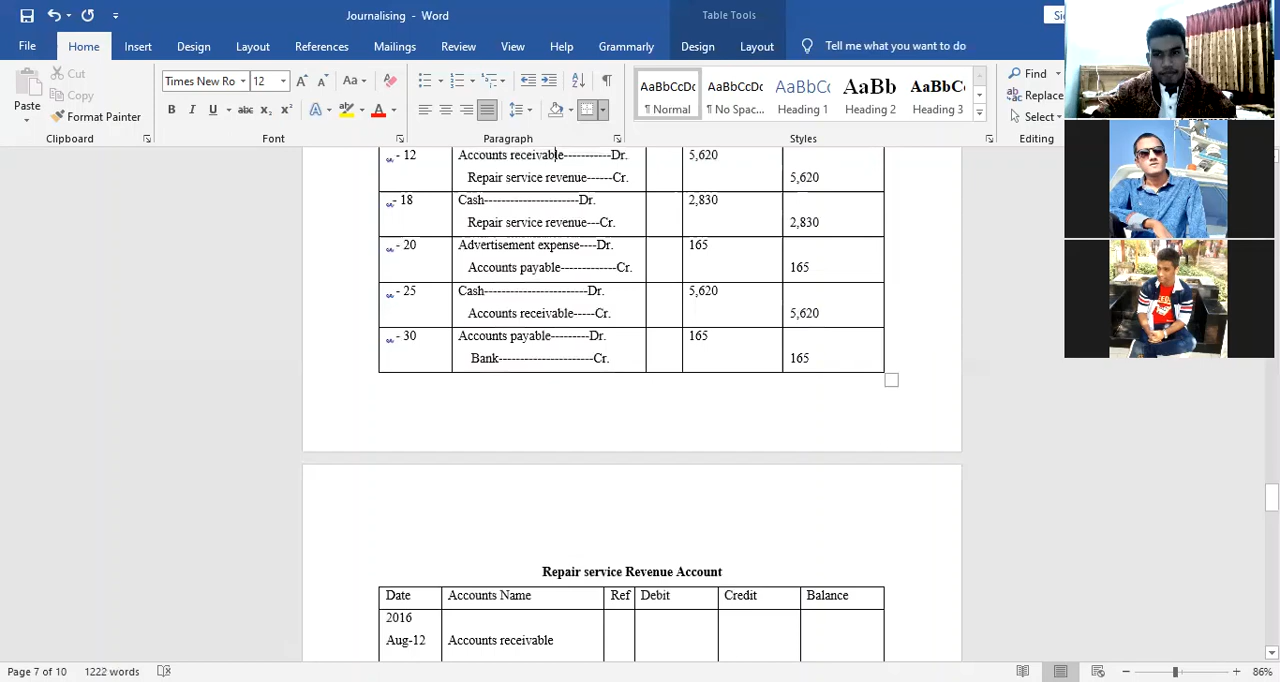 Journalising - Word
Table Tools
File Home Insert Design Layout References Mailings Review View Help Grammarly Design Layout Tell me what you want to do
Paste
Cut
Copy
Format Painter
Times New Ro 12 Aa
B I U abc x₂ x² A A
AaBbCcDc AaBbCcDc AaBbCc AaBb AaBbCc
¶ Normal ¶ No Spac... Heading 1 Heading 2 Heading 3
Find
Replace
Select
Clipboard Font Paragraph Styles Editing
- 12 Accounts receivable-----------Dr. 5,620
Repair service revenue------Cr. 5,620
- 18 Cash-----------------------Dr. 2,830
Repair service revenue---Cr. 2,830
- 20 Advertisement expense----Dr. 165
Accounts payable-------------Cr. 165
- 25 Cash-------------------------Dr. 5,620
Accounts receivable-----Cr. 5,620
- 30 Accounts payable---------Dr. 165
Bank-----------------------Cr. 165
Repair service Revenue Account
Date Accounts Name Ref Debit Credit Balance
2016
Aug-12 Accounts receivable
Page 7 of 10 1222 words 86%